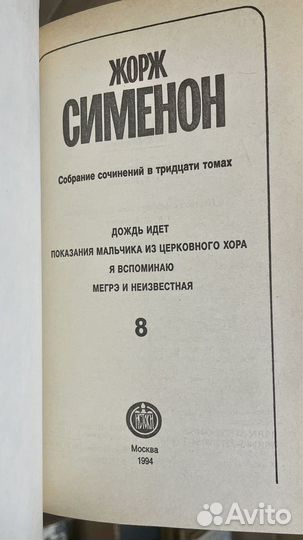 ЖОРЖ
СИМЕНОН
Собрание сочинений в тридцати томах
ДОЖДЬ ИДЕТ
ПОКАЗАНИЯ МАЛЬЧИКА ИЗ ЦЕРКОВНОГО ХОРА
Я ВСПОМИНАЮ
МЕГРЭ И НЕИЗВЕСТНАЯ
8
Москва
1994
Avito